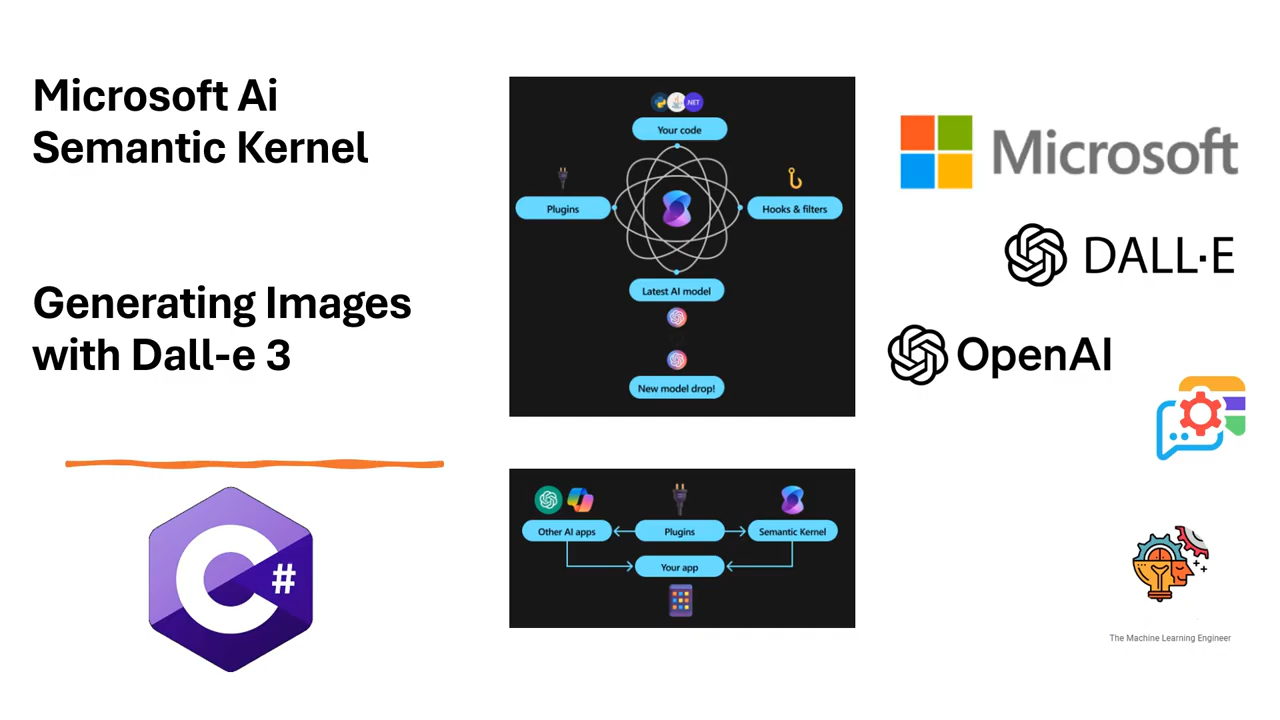 Microsoft Ai
Semantic Kernel
Generating Images
with Dall-e 3
C#
.NET
Your code
Plugins
Hooks & filters
Latest AI model
New model drop!
Other AI apps
Plugins
Semantic Kernel
Your app
Microsoft
DALL·E
OpenAI
The Machine Learning Engineer